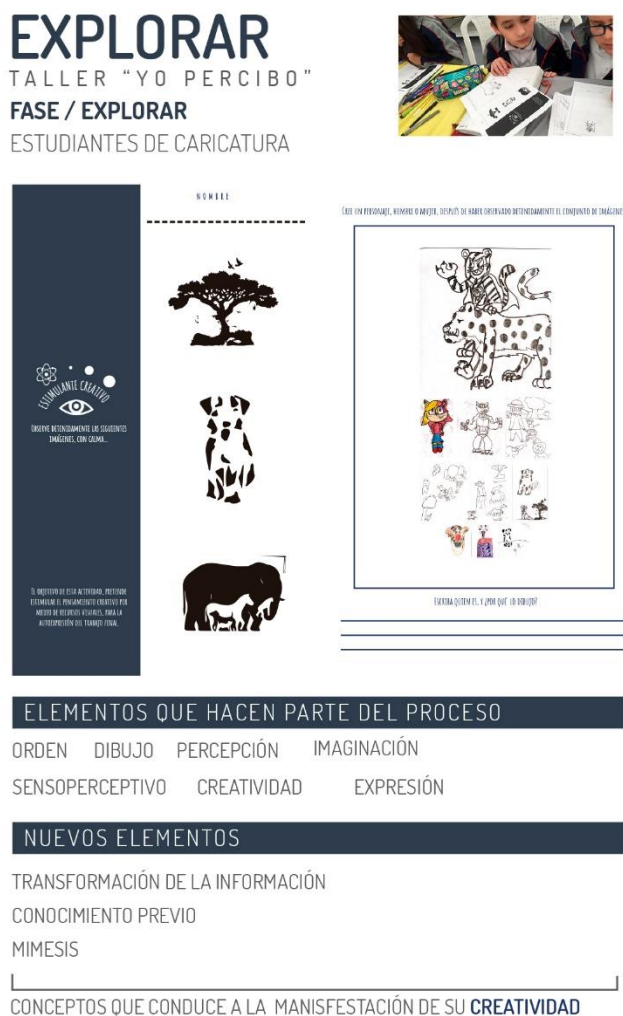 EXPLORAR
TALLER “YO PERCIBO”
FASE / EXPLORAR
ESTUDIANTES DE CARICATURA
NOMBRE
ESTIMULANTE CREATIVO
OBSERVE DETENIDAMENTE LAS SIGUIENTES
IMÁGENES, CON CALMA...
EL OBJETIVO DE ESTA ACTIVIDAD, PRETENDE
ESTIMULAR EL PENSAMIENTO CREATIVO POR
MEDIO DE RECURSOS VISUALES, PARA LA
AUTOEXPRESIÓN DEL TRABAJO FINAL.
CREE UN PERSONAJE, HOMBRE O MUJER, DESPUÉS DE HABER OBSERVADO DETENIDAMENTE EL CONJUNTO DE IMÁGENES
ESCRIBA QUIEN ES, Y ¿POR QUÉ LO DIBUJÓ?
ELEMENTOS QUE HACEN PARTE DEL PROCESO
ORDEN DIBUJO PERCEPCIÓN IMAGINACIÓN
SENSOPERCEPTIVO CREATIVIDAD EXPRESIÓN
NUEVOS ELEMENTOS
TRANSFORMACIÓN DE LA INFORMACIÓN
CONOCIMIENTO PREVIO
MIMESIS
CONCEPTOS QUE CONDUCE A LA MANISFESTACIÓN DE SU CREATIVIDAD